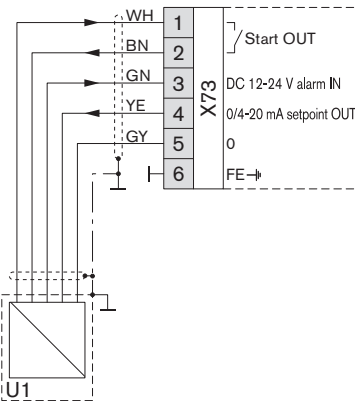 WH 1 Start OUT
BN 2
GN 3 DC 12-24 V alarm IN
YE 4 0/4-20 mA setpoint OUT
GY 5 0
6 FE
X73
U1